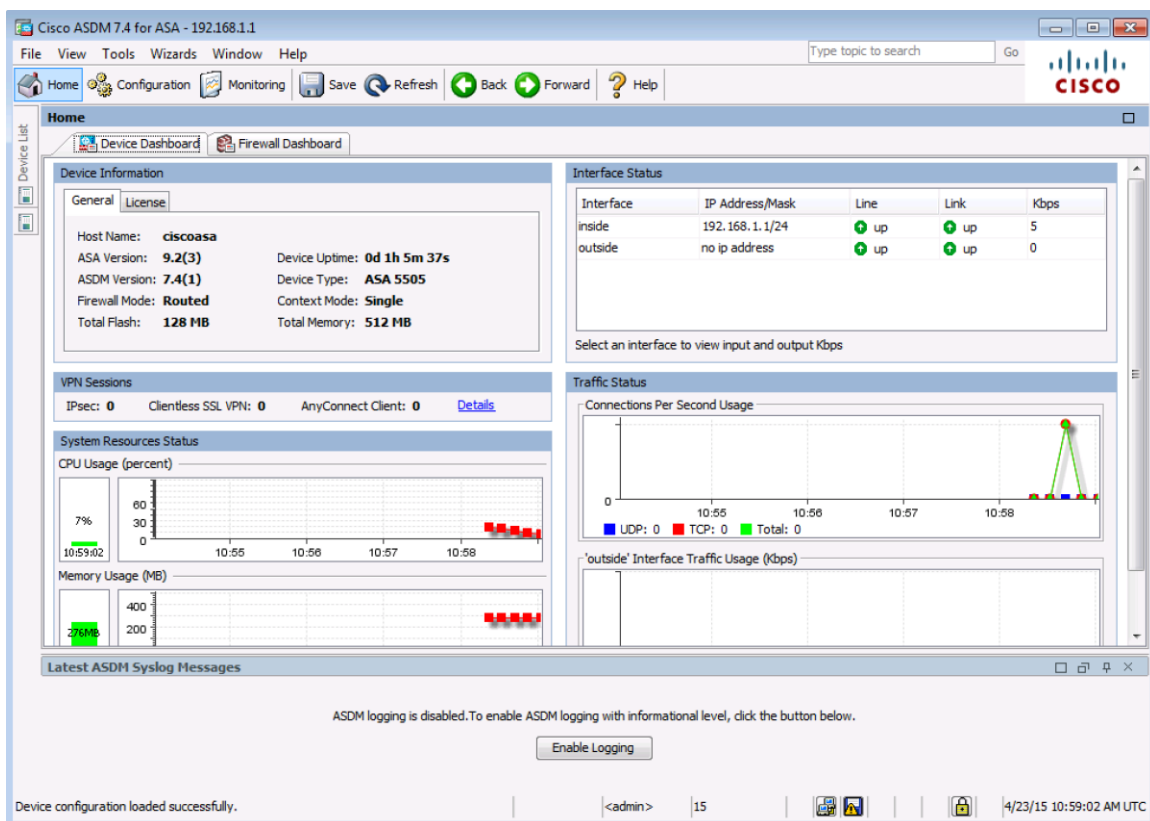 Cisco ASDM 7.4 for ASA - 192.168.1.1
File View Tools Wizards Window Help
Type topic to search Go
Home Configuration Monitoring Save Refresh Back Forward Help
CISCO
Device List
Home
Device Dashboard Firewall Dashboard
Device Information
General License
Host Name: ciscoasa
ASA Version: 9.2(3) Device Uptime: 0d 1h 5m 37s
ASDM Version: 7.4(1) Device Type: ASA 5505
Firewall Mode: Routed Context Mode: Single
Total Flash: 128 MB Total Memory: 512 MB
Interface Status
Interface IP Address/Mask Line Link Kbps
inside 192.168.1.1/24 up up 5
outside no ip address up up 0
Select an interface to view input and output Kbps
VPN Sessions
IPsec: 0 Clientless SSL VPN: 0 AnyConnect Client: 0 Details
System Resources Status
CPU Usage (percent)
60
30
0
7%
10:59:02
10:55 10:56 10:57 10:58
Memory Usage (MB)
400
200
276MB
Traffic Status
Connections Per Second Usage
0
10:55 10:56 10:57 10:58
UDP: 0 TCP: 0 Total: 0
'outside' Interface Traffic Usage (Kbps)
Latest ASDM Syslog Messages
ASDM logging is disabled.To enable ASDM logging with informational level, click the button below.
Enable Logging
Device configuration loaded successfully. <admin> 15 4/23/15 10:59:02 AM UTC